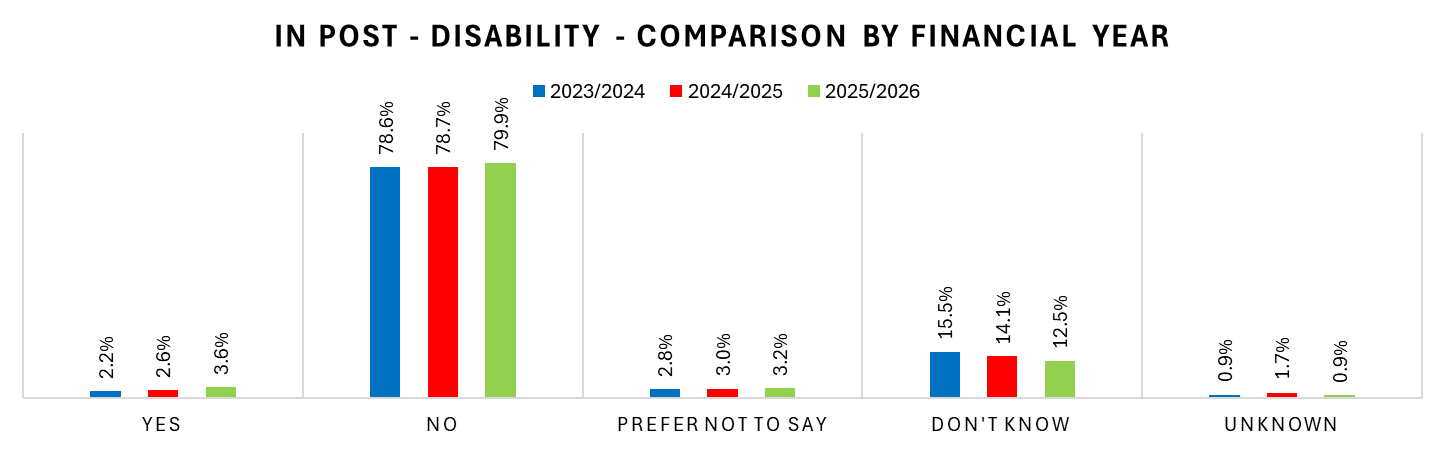 IN POST - DISABILITY - COMPARISON BY FINANCIAL YEAR
2023/2024 2024/2025 2025/2026
2.2% 2.6% 3.6%
78.6% 78.7% 79.9%
2.8% 3.0% 3.2%
15.5% 14.1% 12.5%
0.9% 1.7% 0.9%
YES NO PREFER NOT TO SAY DON'T KNOW UNKNOWN